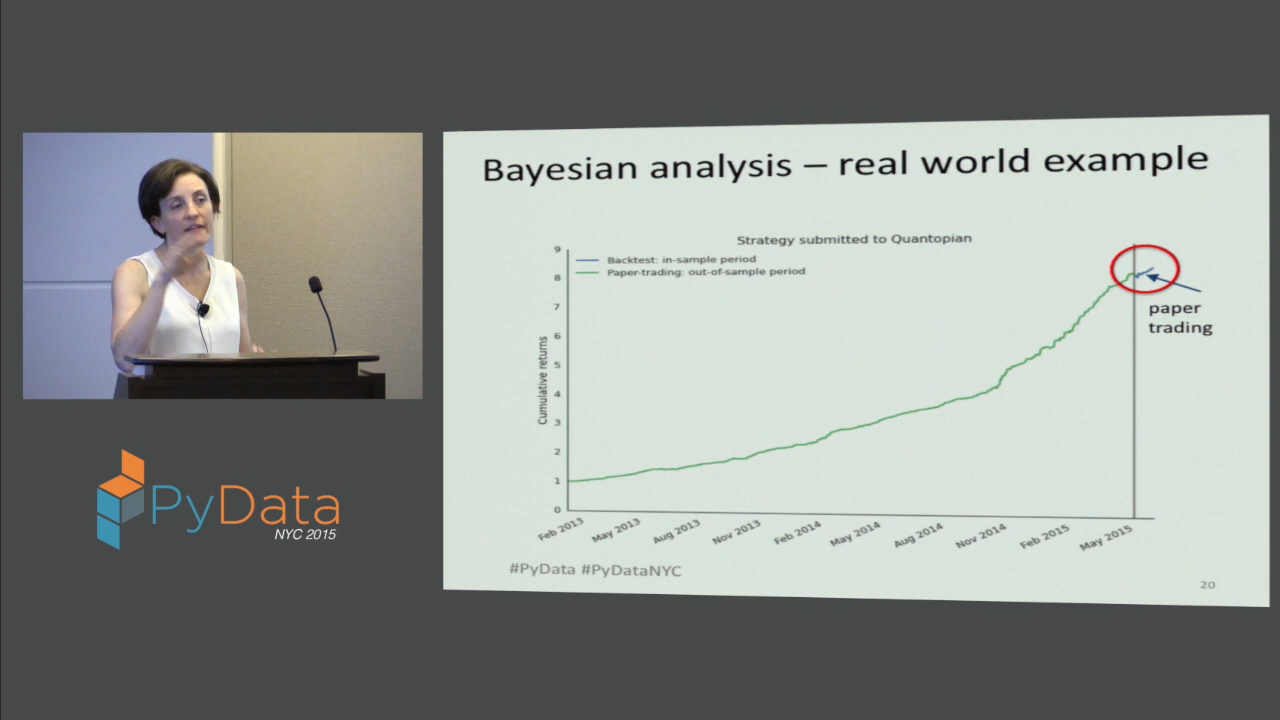 Bayesian analysis – real world example
Strategy submitted to Quantopian
Backtest: in-sample period
Paper-trading: out-of-sample period
9
8
7
6
5
4
3
2
1
0
Cumulative returns
paper
trading
Feb 2013
May 2013
Aug 2013
Nov 2013
Feb 2014
May 2014
Aug 2014
Nov 2014
Feb 2015
May 2015
#PyData #PyDataNYC
20
PyData
NYC 2015